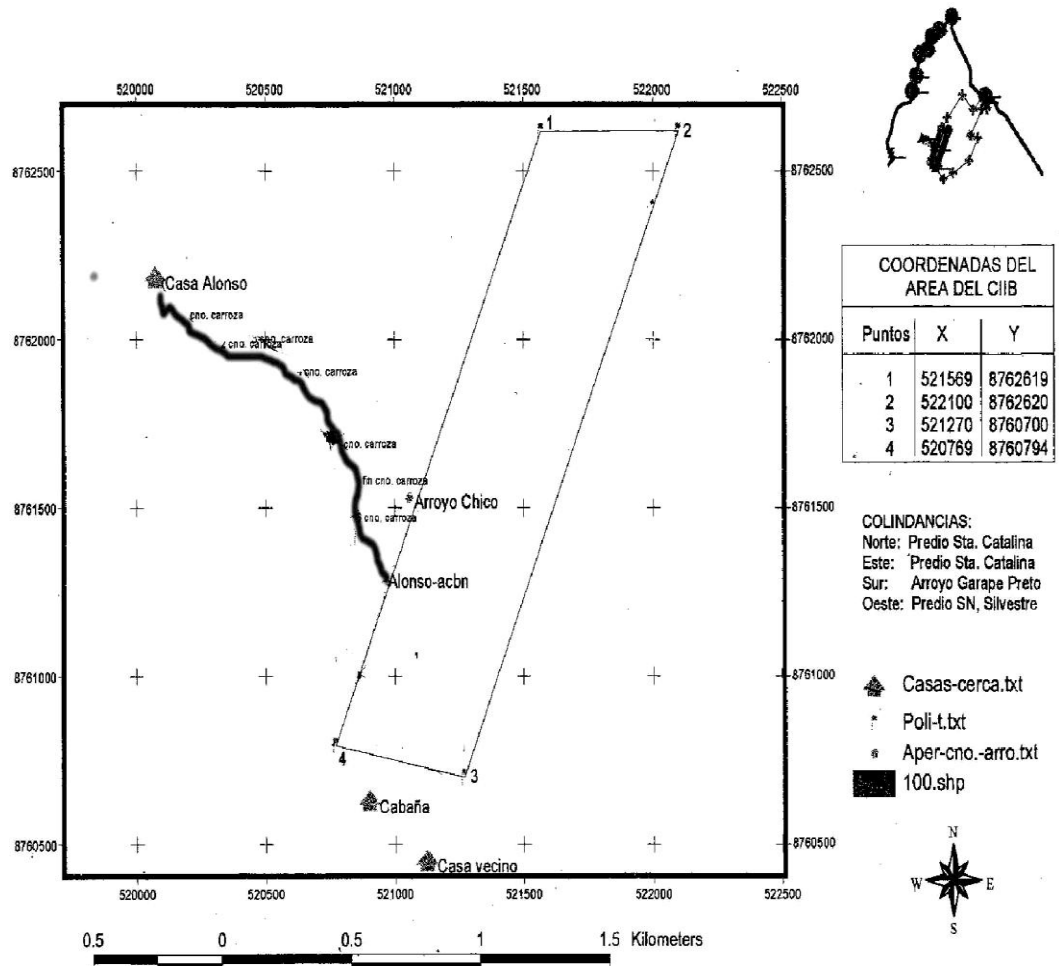 520000 520500 521000 521500 522000 522500
1 2
8762500 8762500
Casa Alonso
cno. carroza
cno. carroza
8762000 8762000
cno. carroza
cno. carroza
cno. carroza
fin cno. carroza
Arroyo Chico
8761500 8761500
cno. carroza
Alonso-acbn
8761000 8761000
4 3
Cabaña
8760500 8760500
Casa vecino
520000 520500 521000 521500 522000 522500
0.5 0 0.5 1 1.5 Kilometers
COORDENADAS DEL
AREA DEL CIIB
Puntos X Y
1 521569 8762619
2 522100 8762620
3 521270 8760700
4 520769 8760794
COLINDANCIAS:
Norte: Predio Sta. Catalina
Este: Predio Sta. Catalina
Sur: Arroyo Garape Preto
Oeste: Predio SN, Silvestre
Casas-cerca.txt
Poli-t.txt
Aper-cno.-arro.txt
100.shp
N
W E
S